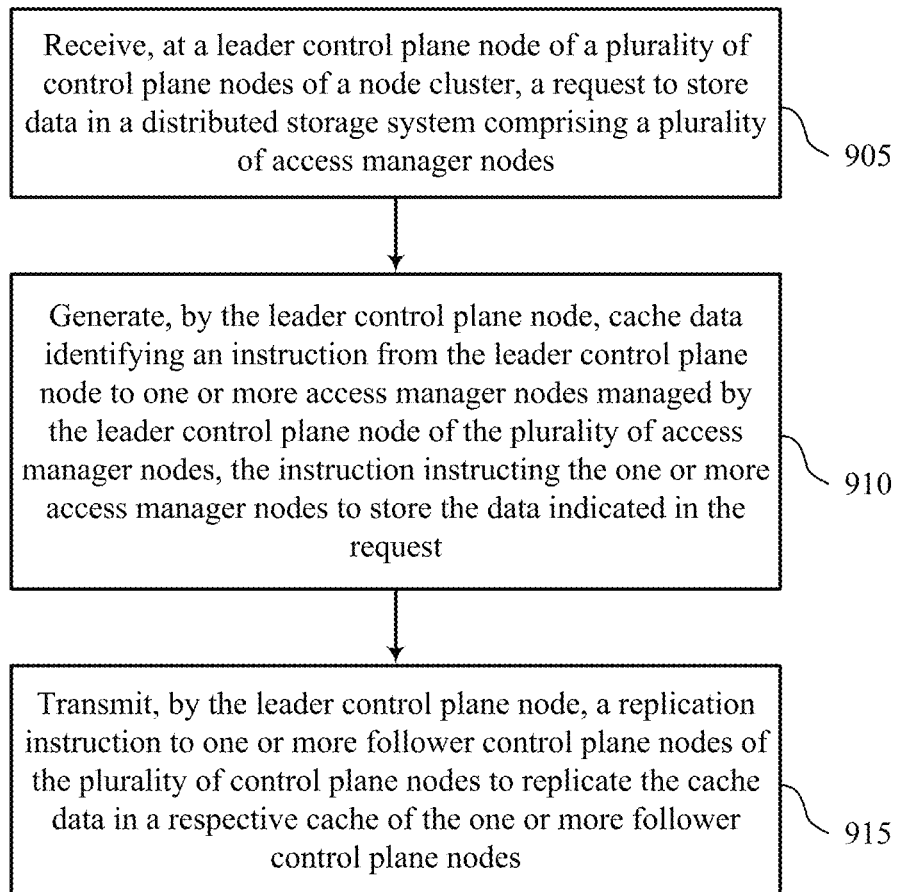 Receive, at a leader control plane node of a plurality of
control plane nodes of a node cluster, a request to store
data in a distributed storage system comprising a plurality
of access manager nodes
905
Generate, by the leader control plane node, cache data
identifying an instruction from the leader control plane
node to one or more access manager nodes managed by
the leader control plane node of the plurality of access
manager nodes, the instruction instructing the one or more
access manager nodes to store the data indicated in the
request
910
Transmit, by the leader control plane node, a replication
instruction to one or more follower control plane nodes of
the plurality of control plane nodes to replicate the cache
data in a respective cache of the one or more follower
control plane nodes
915